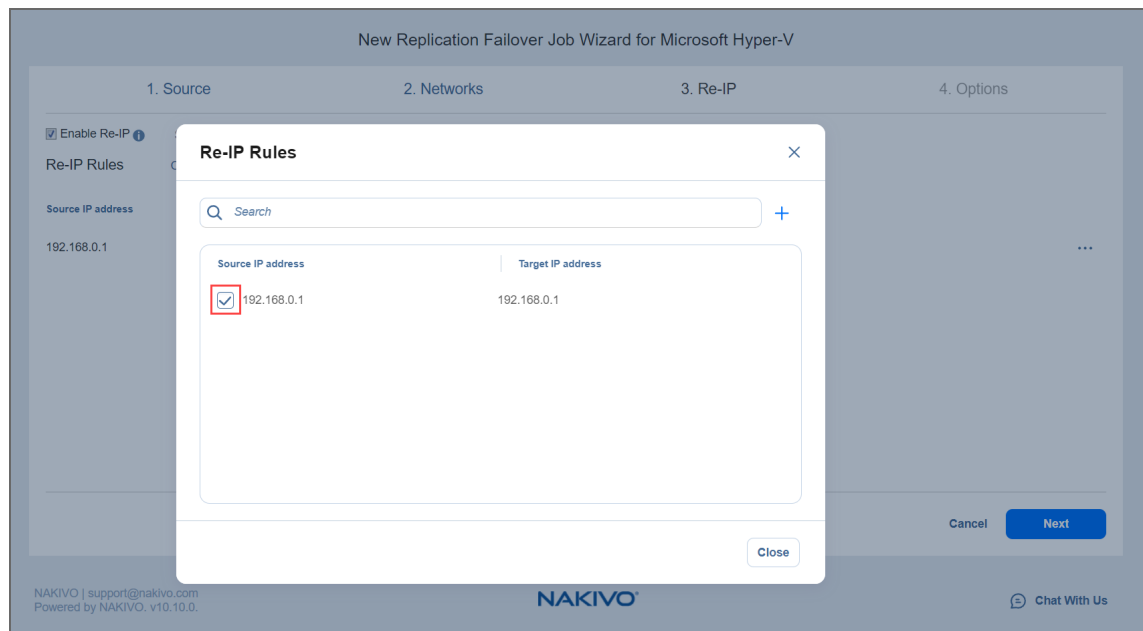 New Replication Failover Job Wizard for Microsoft Hyper-V
1. Source 2. Networks 3. Re-IP 4. Options
Enable Re-IP
Re-IP Rules
Source IP address
192.168.0.1
...
Re-IP Rules
Search
Source IP address Target IP address
192.168.0.1 192.168.0.1
Close
Cancel Next
NAKIVO | support@nakivo.com
Powered by NAKIVO. v10.10.0.
NAKIVO®
Chat With Us